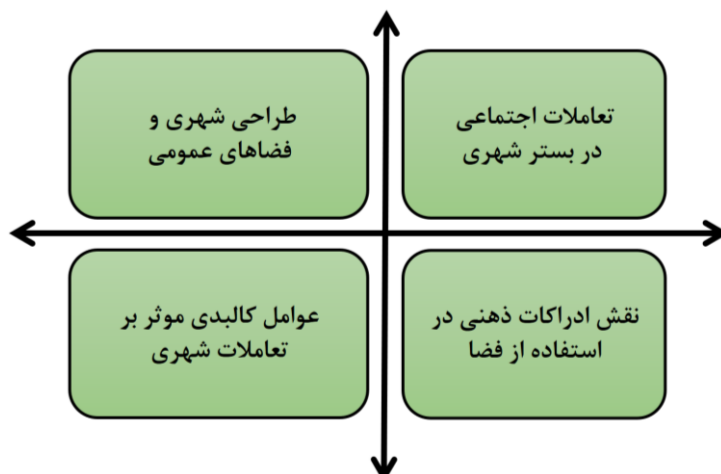 تعاملات اجتماعی
در بستر شهری
طراحی شهری و
فضاهای عمومی
نقش ادراکات ذهنی در
استفاده از فضا
عوامل کالبدی موثر بر
تعاملات شهری